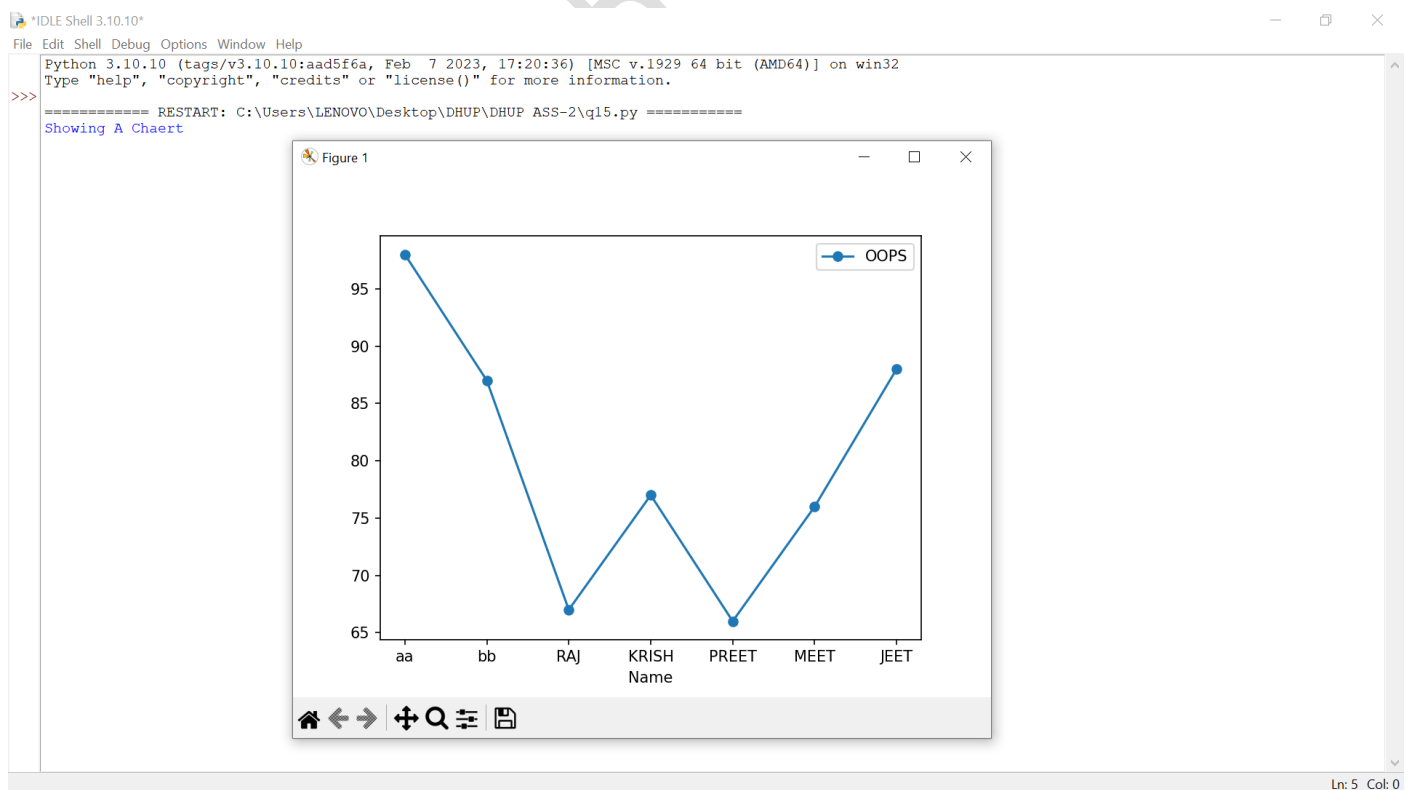 *IDLE Shell 3.10.10*
File Edit Shell Debug Options Window Help
Python 3.10.10 (tags/v3.10.10:aad5f6a, Feb  7 2023, 17:20:36) [MSC v.1929 64 bit (AMD64)] on win32
Type "help", "copyright", "credits" or "license()" for more information.
>>>
============ RESTART: C:\Users\LENOVO\Desktop\DHUP\DHUP ASS-2\q15.py ===========
Showing A Chaert
Figure 1
OOPS
95
90
85
80
75
70
65
aa bb RAJ KRISH PREET MEET JEET
Name
Ln: 5 Col: 0